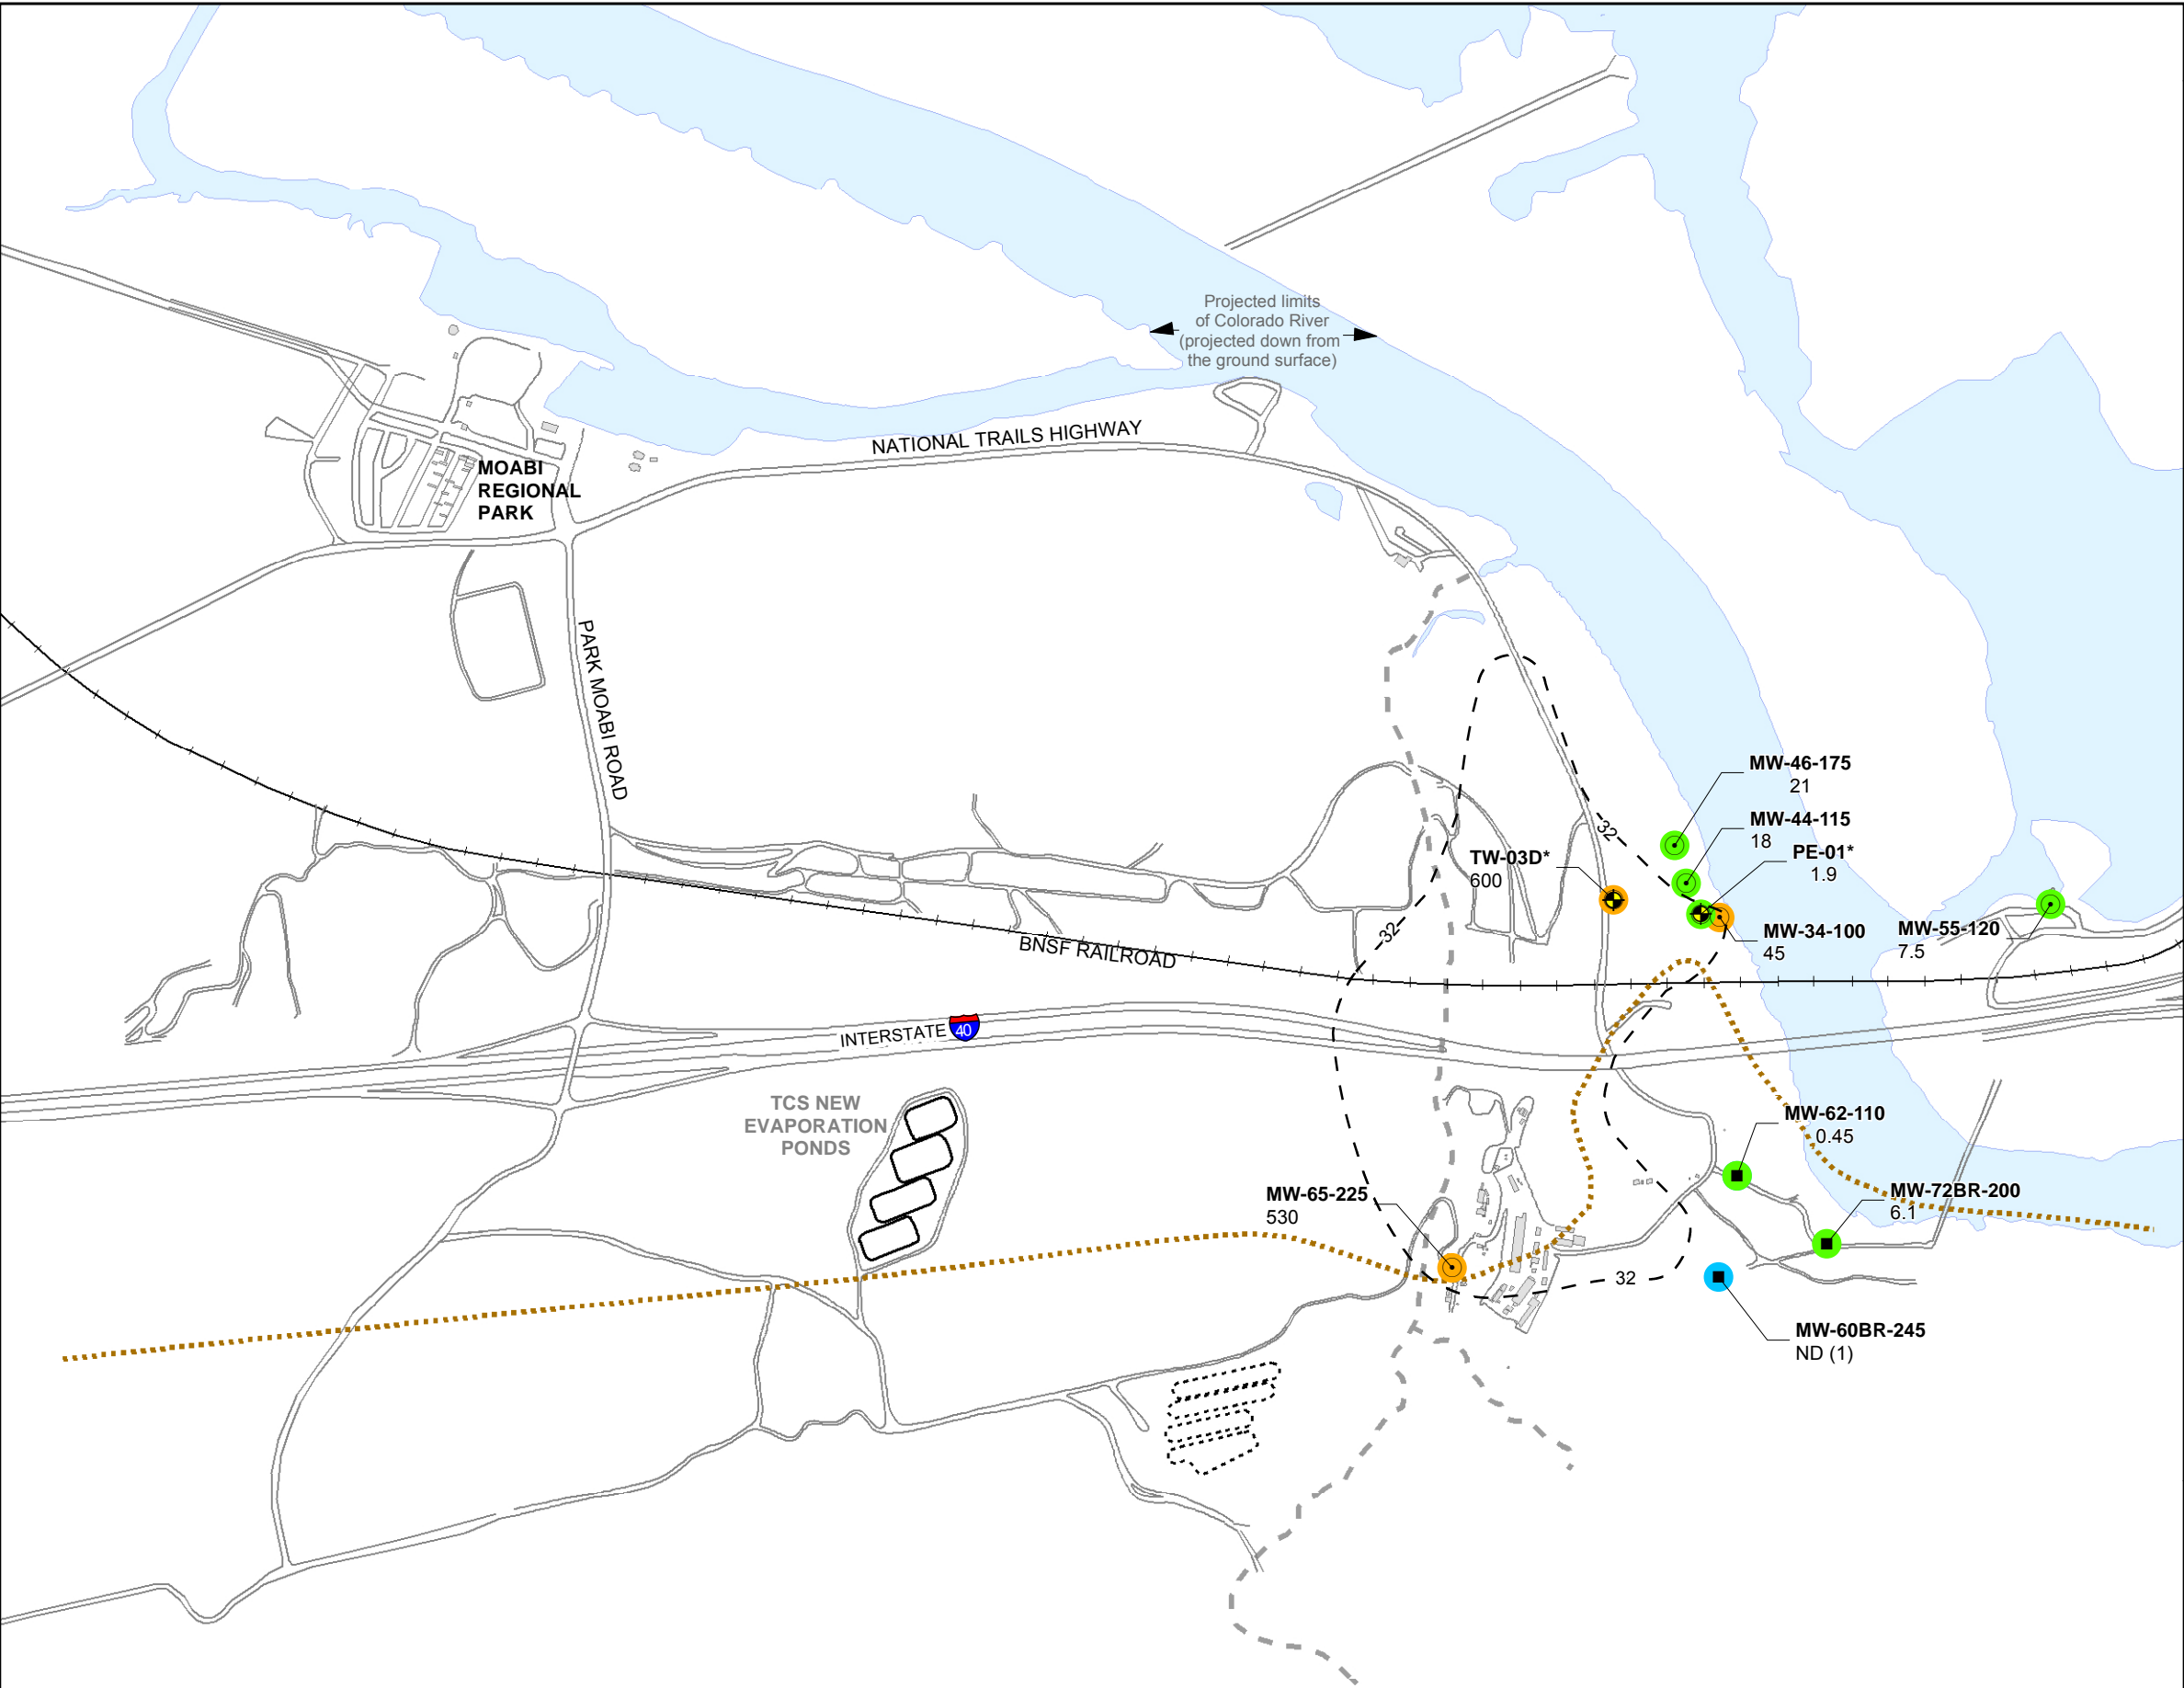 Projected limits
of Colorado River
(projected down from
the ground surface)
NATIONAL TRAILS HIGHWAY
MOABI
REGIONAL
PARK
PARK MOABI ROAD
MW-46-175
21
MW-44-115
18
PE-01*
1.9
32
TW-03D*
600
MW-34-100
45
MW-55-120
7.5
32
BNSF RAILROAD
INTERSTATE 40
TCS NEW
EVAPORATION
PONDS
MW-62-110
0.45
MW-65-225
530
MW-72BR-200
6.1
32
MW-60BR-245
ND (1)